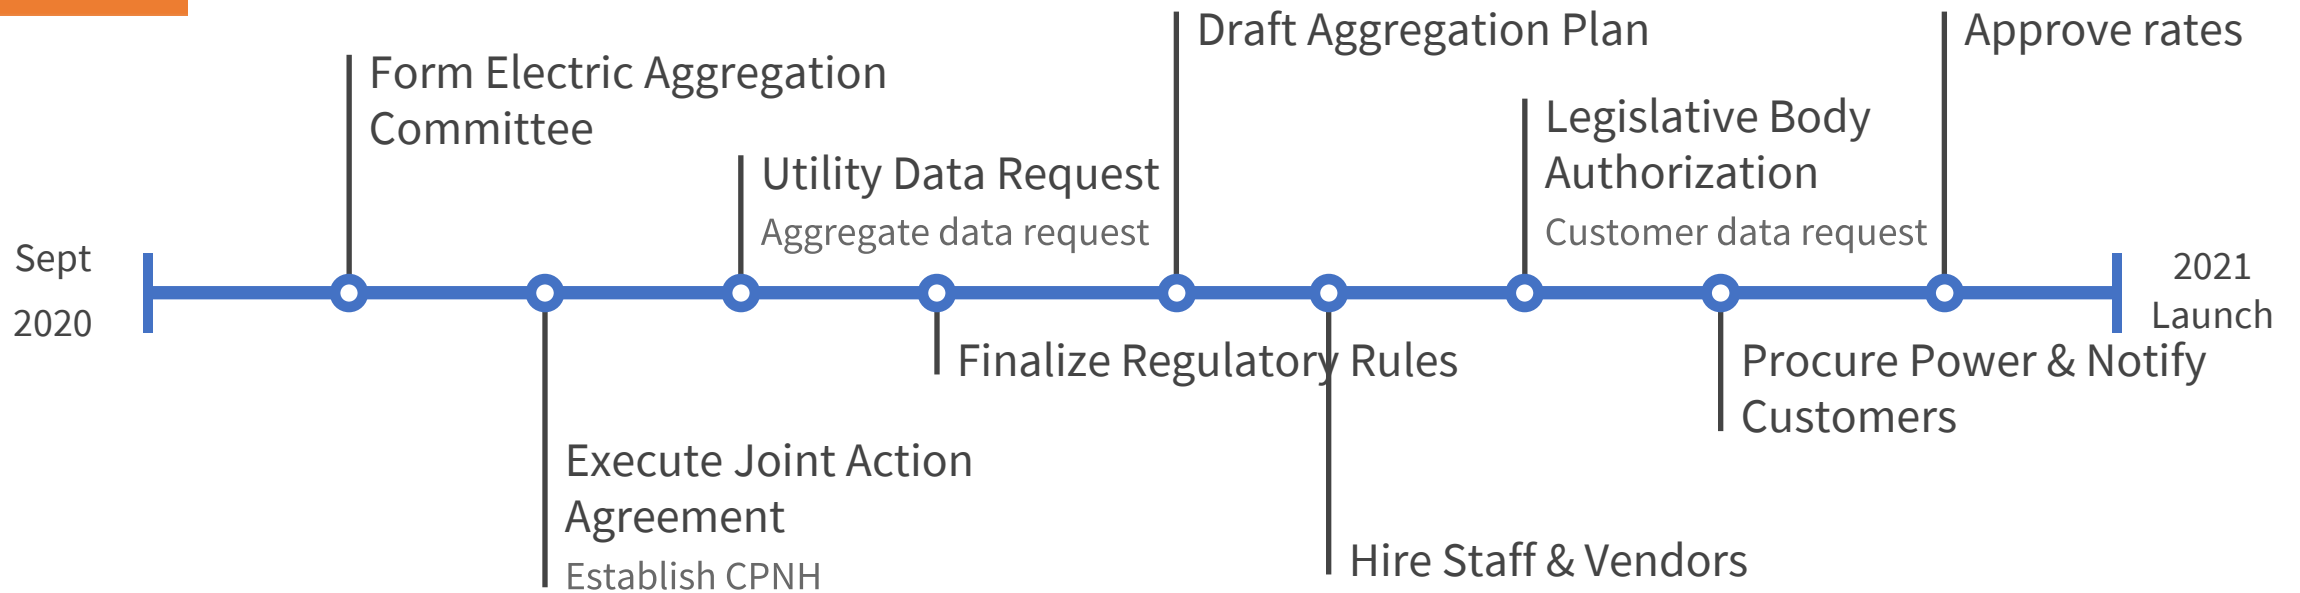 Sept
2020
Form Electric Aggregation
Committee
Execute Joint Action
Agreement
Establish CPNH
Utility Data Request
Aggregate data request
Finalize Regulatory Rules
Draft Aggregation Plan
Hire Staff & Vendors
Legislative Body
Authorization
Customer data request
Procure Power & Notify
Customers
Approve rates
2021
Launch